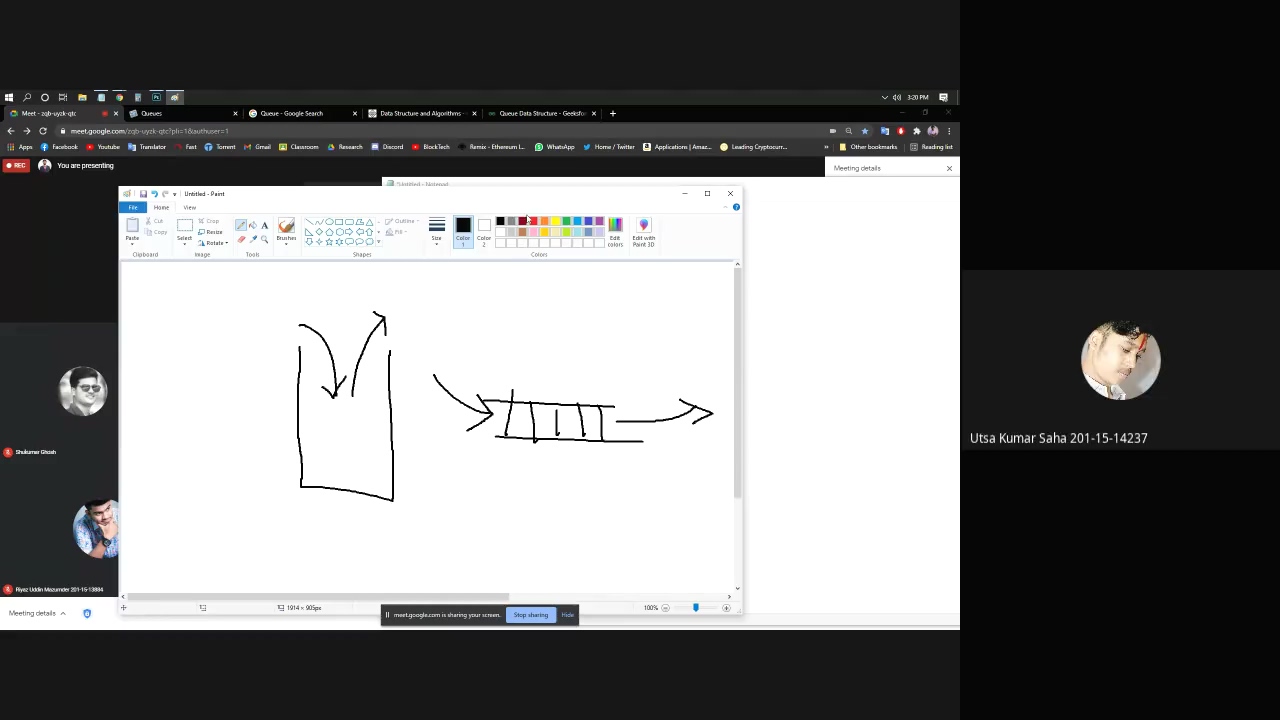 3:20 PM
Meet - zqb-uyzk-qtc
Queues
Queue - Google Search
Data Structure and Algorithms -
Queue Data Structure - Geeksfor
meet.google.com/zqb-uyzk-qtc?pli=1&authuser=1
Apps
Facebook
Youtube
Translator
Fast
Torrent
Gmail
Classroom
Research
Discord
BlockTech
Remix - Ethereum I...
WhatsApp
Home / Twitter
Applications | Amaz...
Leading Cryptocurr...
Other bookmarks
Reading list
REC
You are presenting
Meeting details
*Untitled - Notepad
Untitled - Paint
File
Home
View
Paste
Cut
Copy
Clipboard
Select
Crop
Resize
Rotate
Image
A
Tools
Brushes
Outline
Fill
Shapes
Size
Color
1
Color
2
Edit
colors
Edit with
Paint 3D
Colors
Shukumar Ghosh
Utsa Kumar Saha 201-15-14237
Riyaz Uddin Mazumder 201-15-13884
1914 × 905px
100%
Meeting details
meet.google.com is sharing your screen.
Stop sharing
Hide